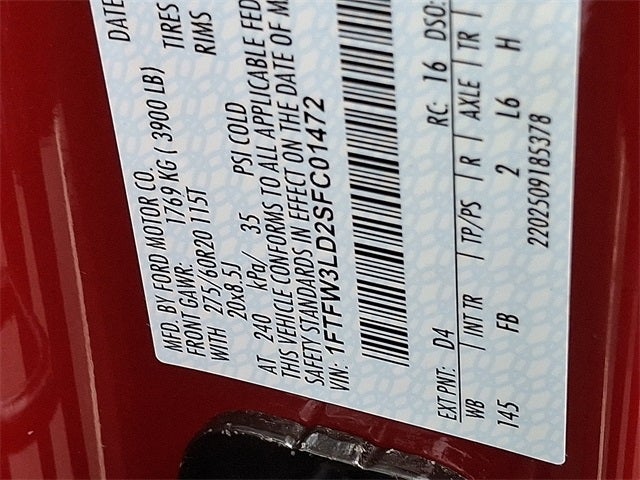 MFD. BY FORD MOTOR CO.
DATE
FRONT GAWR: 1769 KG ( 3900 LB)
WITH 275/60R20 115T TIRES
20x8.5J RIMS
AT 240 kPa/ 35 PSI COLD
THIS VEHICLE CONFORMS TO ALL APPLICABLE FED
SAFETY STANDARDS IN EFFECT ON THE DATE OF M
VIN: 1FTFW3LD2SFC01472
EXT PNT: D4 RC: 16 DSO:
WB | INT TR | TP/PS | R | AXLE | TR |
145 FB 2 L6 H
2202509185378